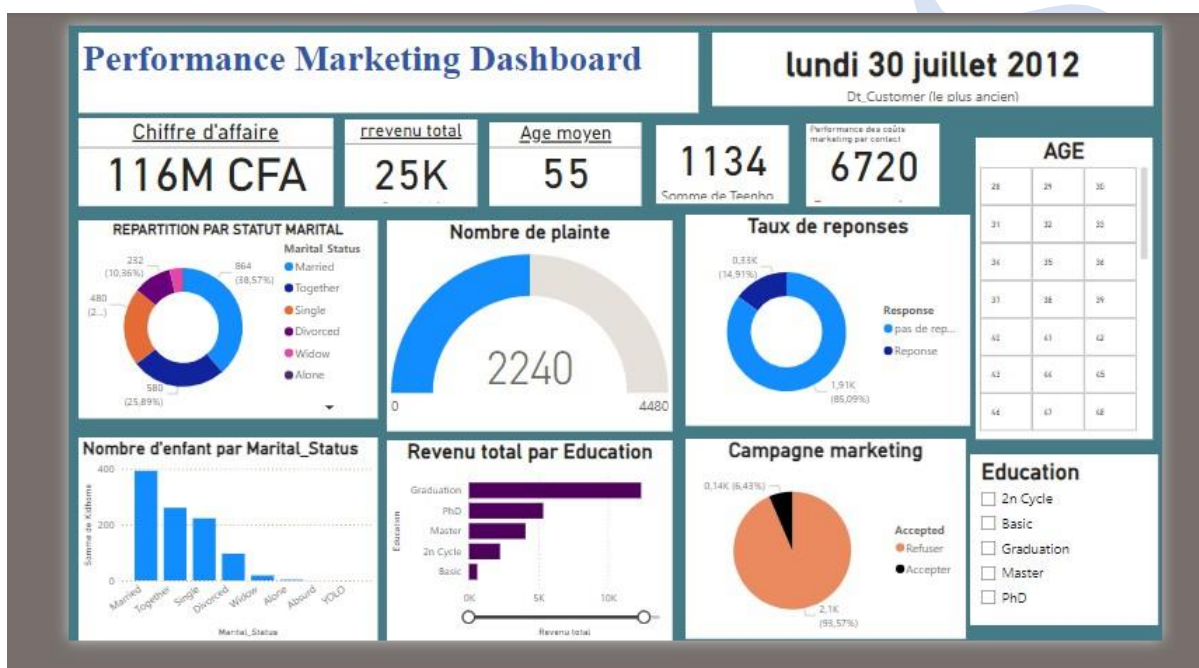 Performance Marketing Dashboard
lundi 30 juillet 2012
Dt_Customer (le plus ancien)
Chiffre d'affaire
116M CFA
rrevenu total
25K
Age moyen
55
1134
Somme de Teenho
Performance des coûts
marketing par contact
6720
AGE
28 29 30
31 32 33
34 35 36
37 38 39
40 41 42
43 44 45
46 47 48
REPARTITION PAR STATUT MARITAL
232
(10,36%)
864
(38,57%)
480
(2...)
580
(25,89%)
Marital Status
Married
Together
Single
Divorced
Widow
Alone
Nombre de plainte
2240
0
4480
Taux de reponses
0,33K
(14,91%)
1,91K
(85,09%)
Response
pas de rep...
Reponse
Nombre d'enfant par Marital_Status
Somme de Kidhome
400
200
0
Married
Together
Single
Divorced
Widow
Alone
Absurd
YOLO
Marital_Status
Revenu total par Education
Education
Graduation
PhD
Master
2n Cycle
Basic
0K
5K
10K
Revenu total
Campagne marketing
0,14K (6,43%)
2,1K
(93,57%)
Accepted
Refuser
Accepter
Education
2n Cycle
Basic
Graduation
Master
PhD